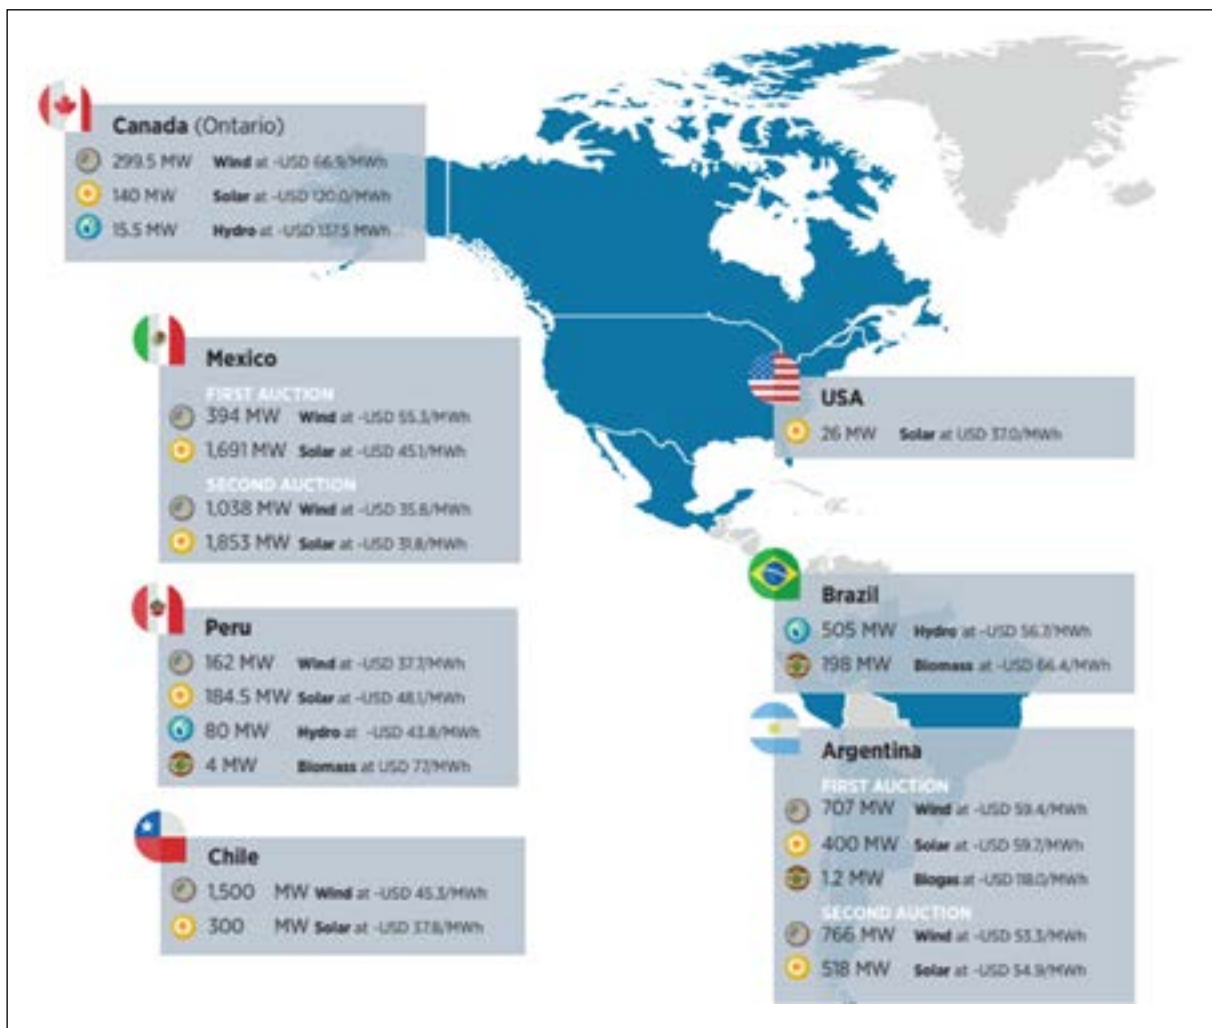 Canada (Ontario)
299.5 MW Wind at ~USD 66.9/MWh
140 MW Solar at ~USD 120.0/MWh
15.5 MW Hydro at ~USD 137.5 MWh
Mexico
FIRST AUCTION
394 MW Wind at ~USD 55.3/MWh
1,691 MW Solar at ~USD 45.1/MWh
SECOND AUCTION
1,038 MW Wind at ~USD 35.8/MWh
1,853 MW Solar at ~USD 31.8/MWh
Peru
162 MW Wind at ~USD 37.7/MWh
184.5 MW Solar at ~USD 48.1/MWh
80 MW Hydro at ~USD 43.8/MWh
4 MW Biomass at USD 77/MWh
Chile
1,500 MW Wind at ~USD 45.3/MWh
300 MW Solar at ~USD 37.8/MWh
USA
26 MW Solar at USD 37.0/MWh
Brazil
505 MW Hydro at ~USD 56.7/MWh
198 MW Biomass at ~USD 66.4/MWh
Argentina
FIRST AUCTION
707 MW Wind at ~USD 59.4/MWh
400 MW Solar at ~USD 59.7/MWh
1.2 MW Biogas at ~USD 118.0/MWh
SECOND AUCTION
766 MW Wind at ~USD 53.3/MWh
518 MW Solar at ~USD 54.9/MWh